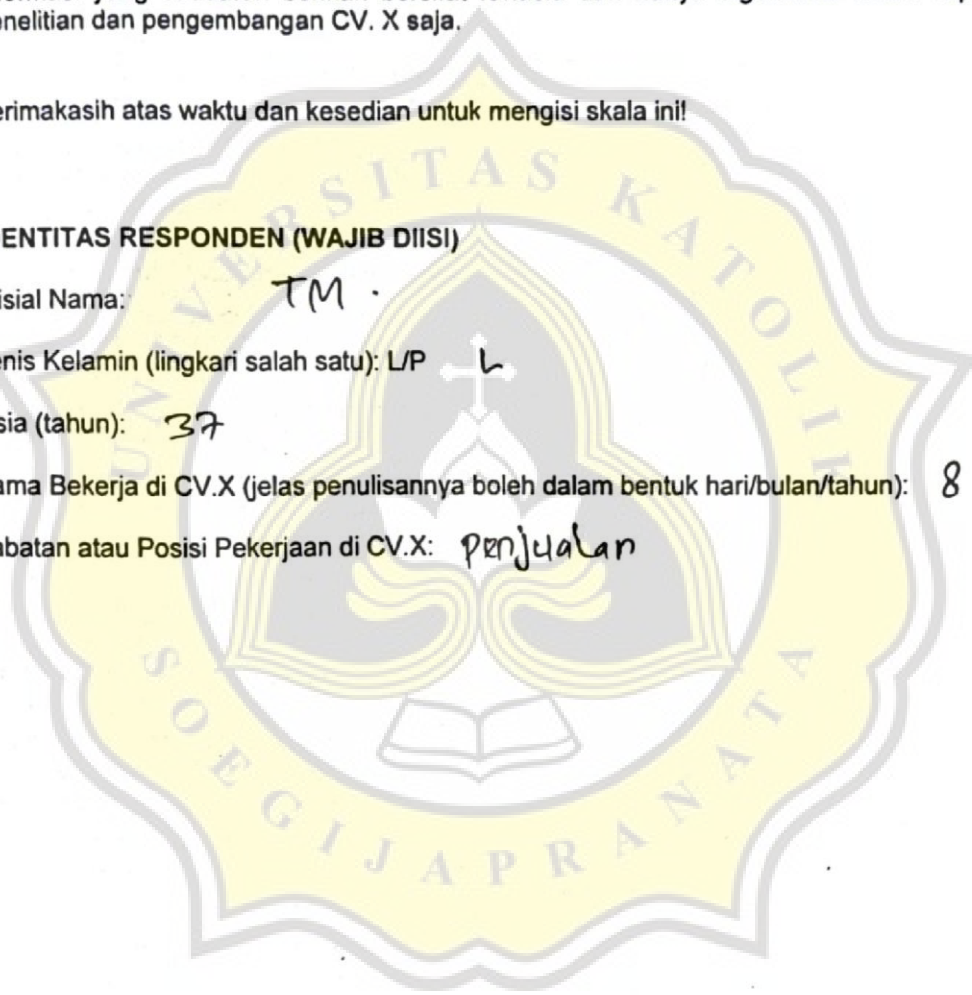 enelitian dan pengembangan CV. X saja.
erimakasih atas waktu dan kesedian untuk mengisi skala ini!
ENTITAS RESPONDEN (WAJIB DIISI)
isial Nama: TM .
nis Kelamin (lingkari salah satu): L/P L
sia (tahun): 37
ama Bekerja di CV.X (jelas penulisannya boleh dalam bentuk hari/bulan/tahun): 8
abatan atau Posisi Pekerjaan di CV.X: penjualan
UNIVERSITAS KATOLIK
SOEGIJAPRANATA